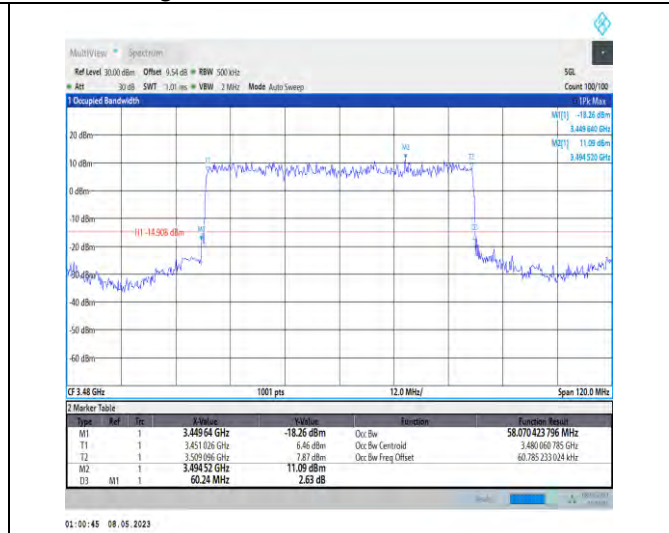 MultiView Spectrum
Ref Level 30.00 dBm Offset 9.54 dB RBW 500 kHz SGL
Att 30 dB SWT 1.01 ms VBW 2 MHz Mode Auto Sweep Count 100/100
1 Occupied Bandwidth 1Pk Max
M1[1] -18.26 dBm
3.449 640 GHz
M2[1] 11.09 dBm
3.494 520 GHz
20 dBm
10 dBm
0 dBm
-10 dBm
-20 dBm
-30 dBm
-40 dBm
-50 dBm
-60 dBm
M2
T1
T2
H1 -14.908 dBm
M1
D3
CF 3.48 GHz 1001 pts 12.0 MHz/ Span 120.0 MHz
2 Marker Table
Type Ref Trc X-Value Y-Value Function Function Result
M1 1 3.449 64 GHz -18.26 dBm Occ Bw 58.070 423 796 MHz
T1 1 3.451 026 GHz 6.46 dBm Occ Bw Centroid 3.480 060 785 GHz
T2 1 3.509 096 GHz 7.87 dBm Occ Bw Freq Offset 60.785 233 024 kHz
M2 1 3.494 52 GHz 11.09 dBm
D3 M1 1 60.24 MHz 2.63 dB
01:00:45 08.05.2023